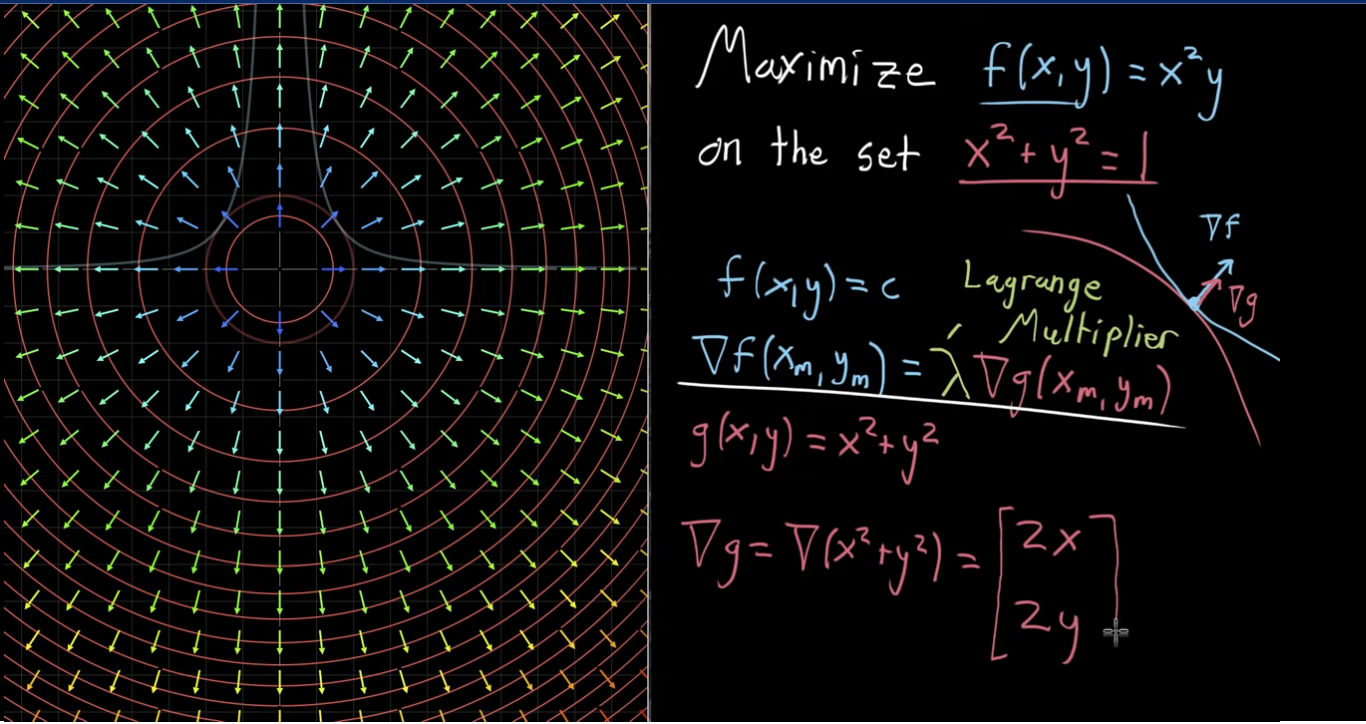 Maximize f(x,y) = x²y
on the set x² + y² = 1
∇f
f(x,y) = c
Lagrange
Multiplier
∇g
∇f(xₘ, yₘ) = λ ∇g(xₘ, yₘ)
g(x,y) = x² + y²
∇g = ∇(x² + y²) = [2x
2y]